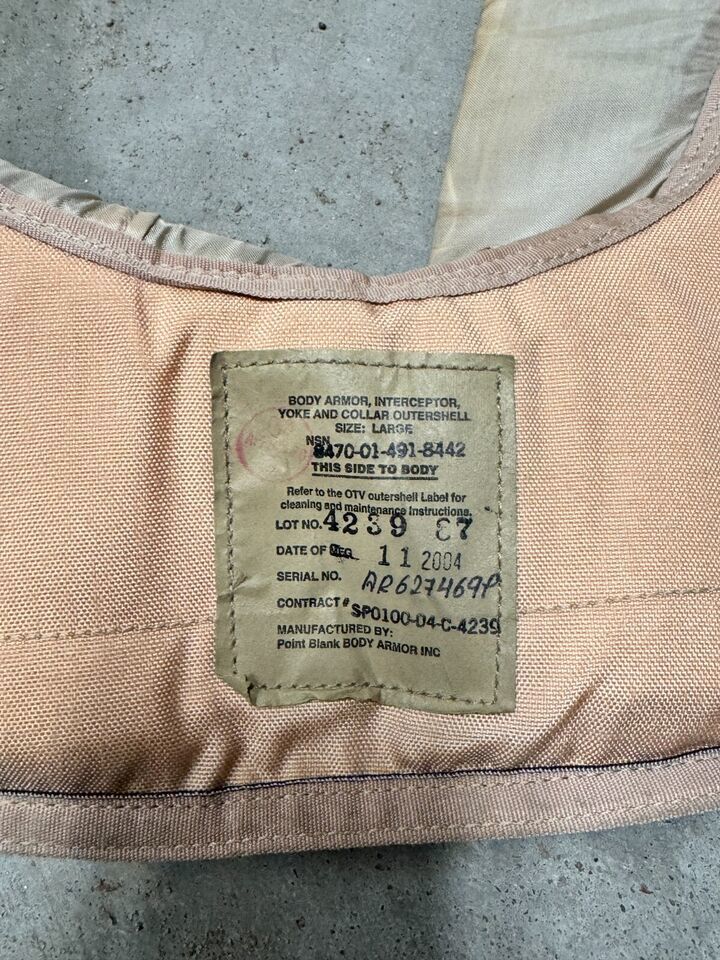 BODY ARMOR, INTERCEPTOR,
YOKE AND COLLAR OUTERSHELL
SIZE: LARGE
NSN
8470-01-491-8442
THIS SIDE TO BODY
Refer to the OTV outershell Label for
cleaning and maintenance Instructions.
LOT NO. 4239 87
DATE OF MFG. 11 2004
SERIAL NO. AR627469P
CONTRACT # SP0100-04-C-4239
MANUFACTURED BY:
Point Blank BODY ARMOR INC